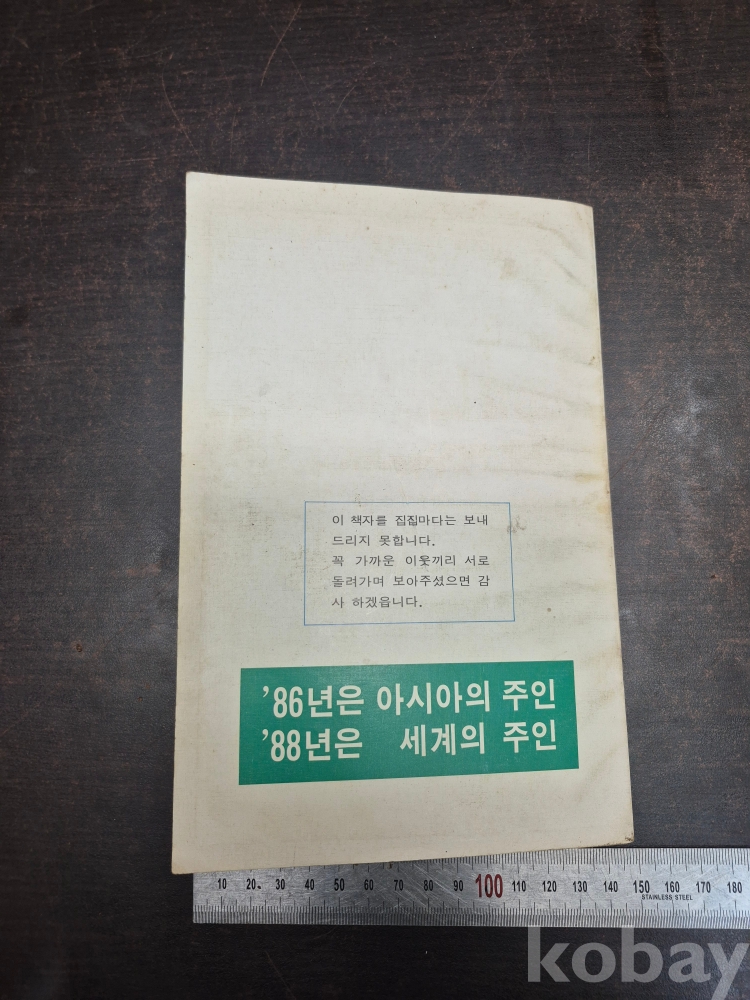 이 책자를 집집마다는 보내
드리지 못합니다.
꼭 가까운 이웃끼리 서로
돌려가며 보아주셨으면 감
사 하겠읍니다.
'86년은 아시아의 주인
'88년은 세계의 주인
10 20 30 40 50 60 70 80 90 100 110 120 130 140 150 160 170 180
STAINLESS STEEL
kobay